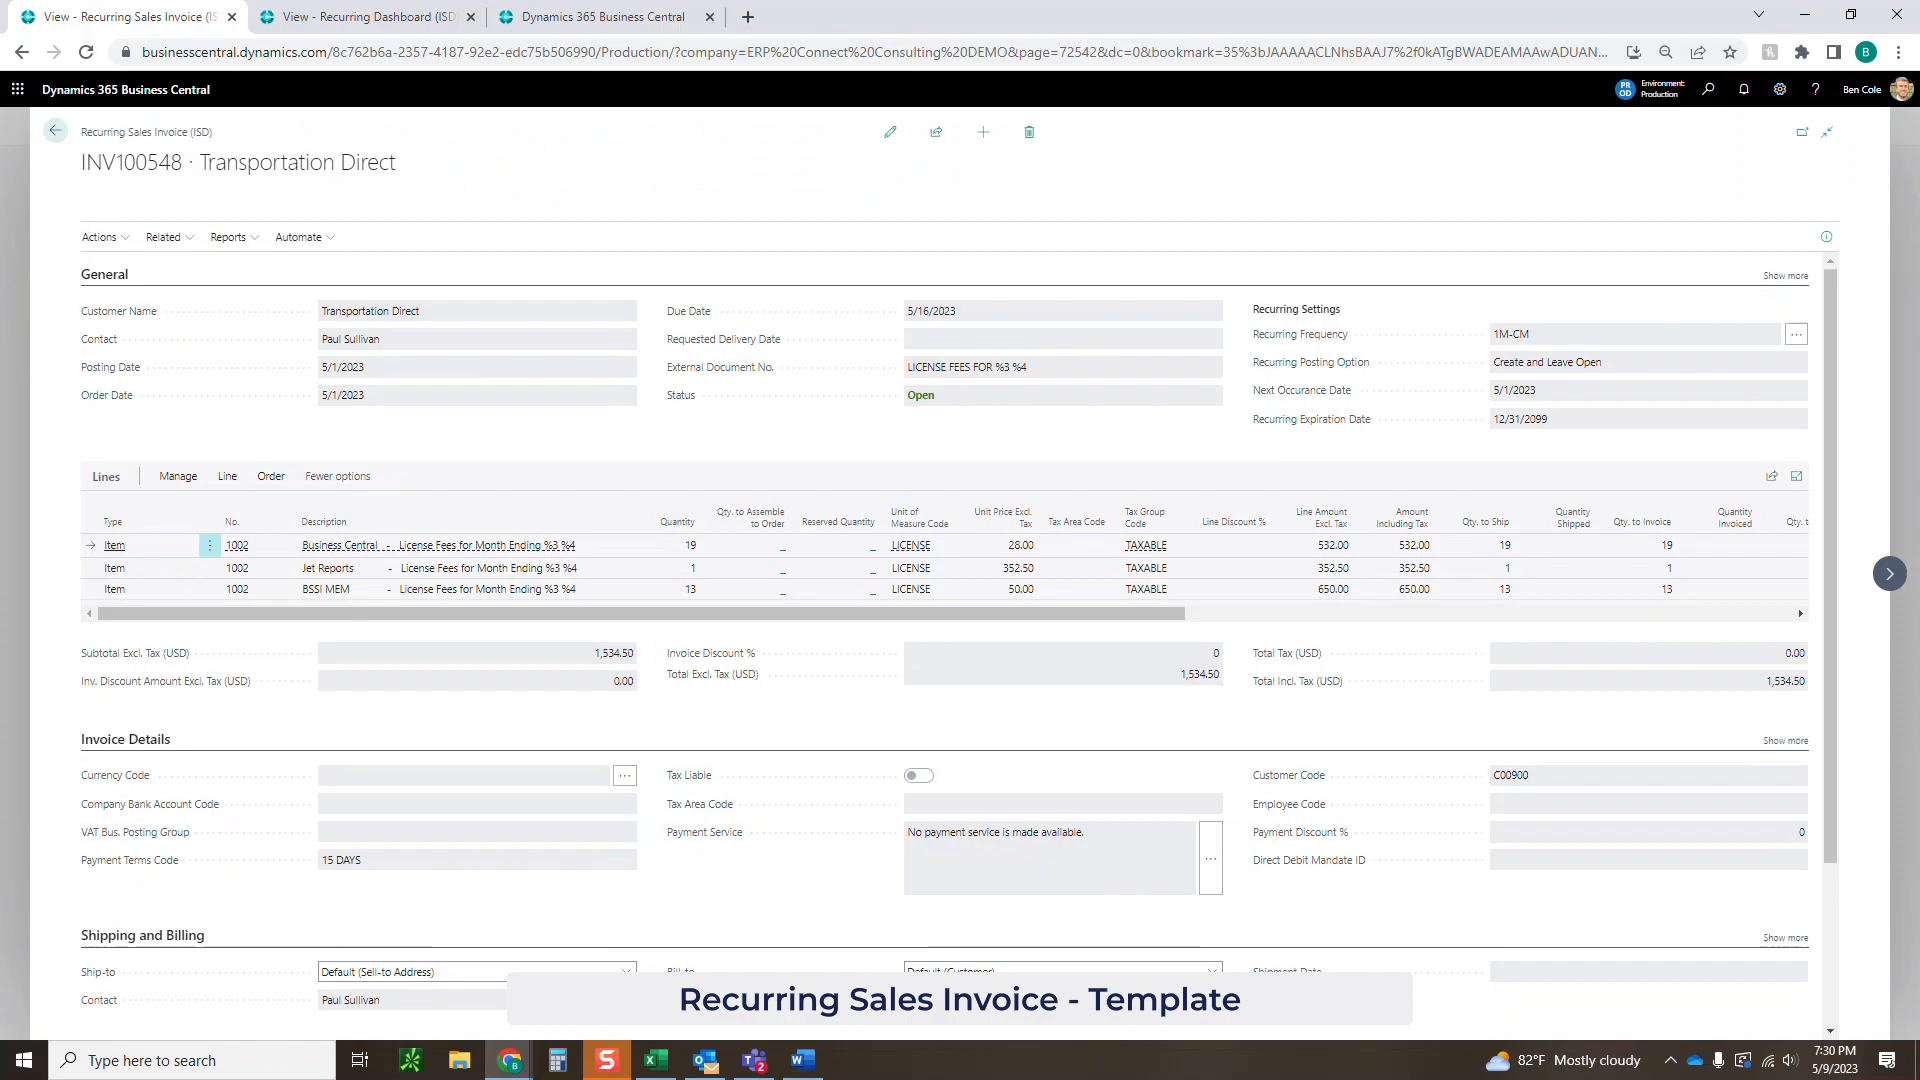 View - Recurring Sales Invoice (IS
View - Recurring Dashboard (ISD)
Dynamics 365 Business Central
businesscentral.dynamics.com/8c762b6a-2357-4187-92e2-edc75b506990/Production/?company=ERP%20Connect%20Consulting%20DEMO&page=72542&dc=0&bookmark=35%3bJAAAAACLNhsBAAJ7%2f0kATgBWADEAMAAwADUAN...
B
Dynamics 365 Business Central
PR
OD
Environment:
Production
?
Ben Cole
Recurring Sales Invoice (ISD)
INV100548 · Transportation Direct
Actions Related Reports Automate
General
Show more
Customer Name Transportation Direct
Due Date 5/16/2023
Recurring Settings
Contact Paul Sullivan
Requested Delivery Date
Recurring Frequency 1M-CM ...
Posting Date 5/1/2023
External Document No. LICENSE FEES FOR %3 %4
Recurring Posting Option Create and Leave Open
Order Date 5/1/2023
Status Open
Next Occurance Date 5/1/2023
Recurring Expiration Date 12/31/2099
Lines Manage Line Order Fewer options
Type No. Description Quantity Qty. to Assemble to Order Reserved Quantity Unit of Measure Code Unit Price Excl. Tax Tax Area Code Tax Group Code Line Discount % Line Amount Excl. Tax Amount Including Tax Qty. to Ship Quantity Shipped Qty. to Invoice Quantity Invoiced Qty. t
Item 1002 Business Central - License Fees for Month Ending %3 %4 19 _ _ LICENSE 28.00 TAXABLE 532.00 532.00 19 19
Item 1002 Jet Reports - License Fees for Month Ending %3 %4 1 _ _ LICENSE 352.50 TAXABLE 352.50 352.50 1 1
Item 1002 BSSI MEM - License Fees for Month Ending %3 %4 13 _ _ LICENSE 50.00 TAXABLE 650.00 650.00 13 13
Subtotal Excl. Tax (USD) 1,534.50
Invoice Discount % 0
Total Tax (USD) 0.00
Inv. Discount Amount Excl. Tax (USD) 0.00
Total Excl. Tax (USD) 1,534.50
Total Incl. Tax (USD) 1,534.50
Invoice Details
Show more
Currency Code ...
Tax Liable
Customer Code C00900
Company Bank Account Code
Tax Area Code
Employee Code
VAT Bus. Posting Group
Payment Service No payment service is made available. ...
Payment Discount % 0
Payment Terms Code 15 DAYS
Direct Debit Mandate ID
Shipping and Billing
Show more
Ship-to Default (Sell-to Address)
Bill-to Default (Customer)
Shipment Date
Contact Paul Sullivan
Recurring Sales Invoice - Template
Type here to search
82°F Mostly cloudy
7:30 PM
5/9/2023